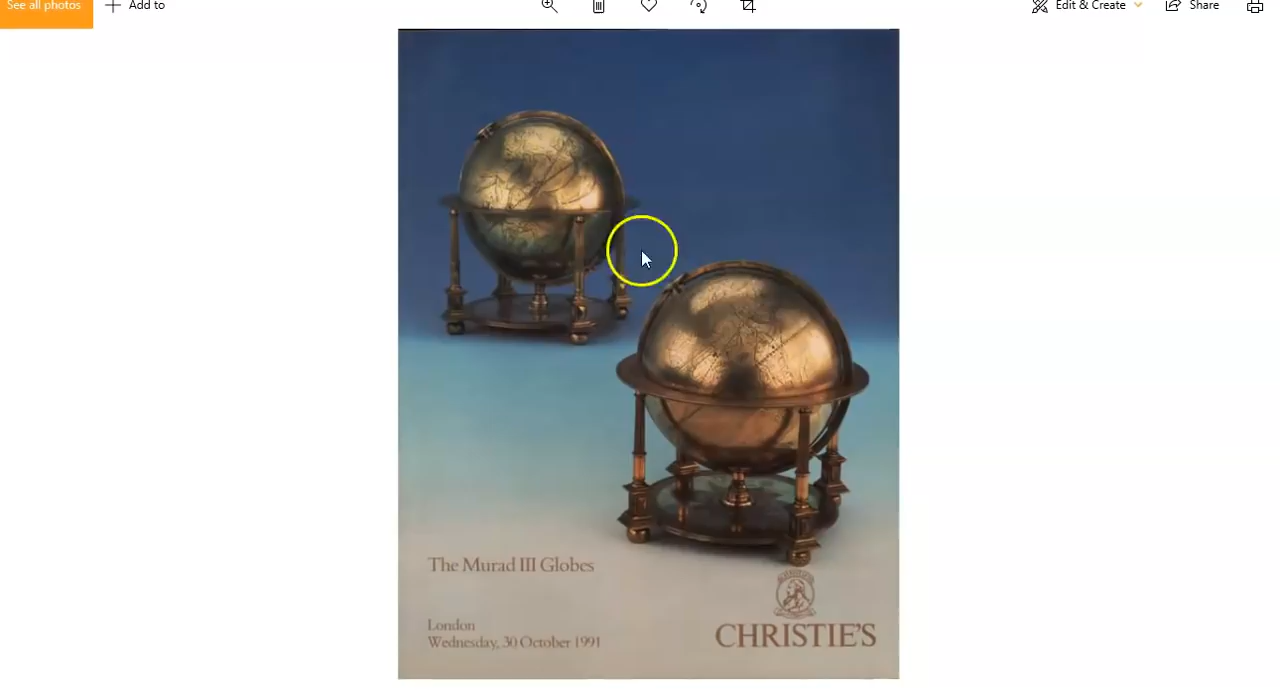 See all photos
Add to
Edit & Create
Share
The Murad III Globes
London
Wednesday, 30 October 1991
CHRISTIE'S